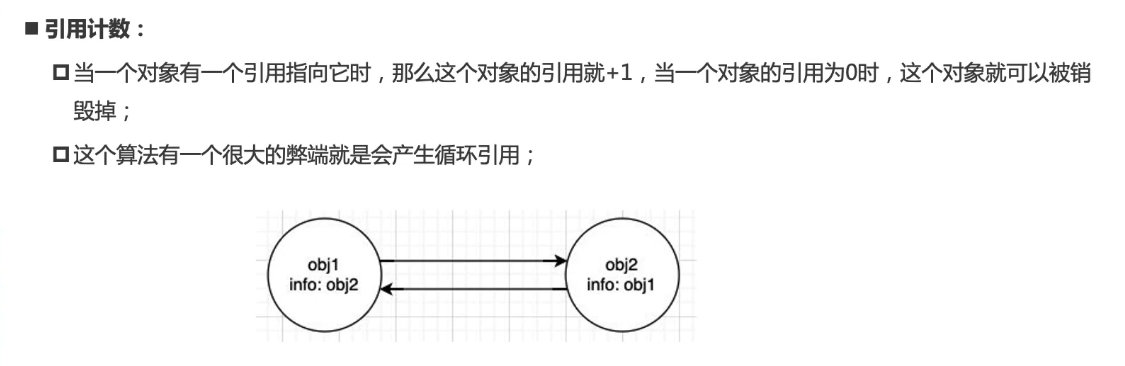 ■ 引用计数：
当一个对象有一个引用指向它时，那么这个对象的引用就+1，当一个对象的引用为0时，这个对象就可以被销
毁掉；
这个算法有一个很大的弊端就是会产生循环引用；
obj1
info: obj2
obj2
info: obj1